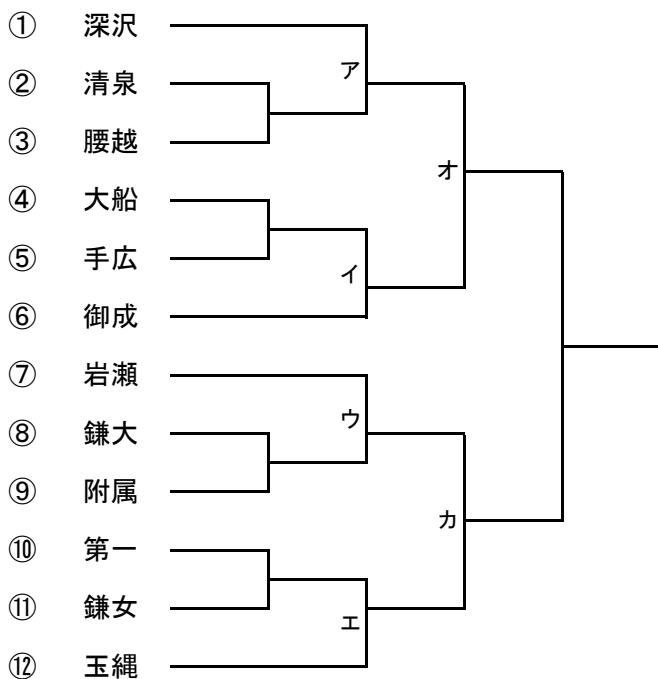 ① 深沢
ア
② 清泉
③ 腰越
オ
④ 大船
⑤ 手広
イ
⑥ 御成
⑦ 岩瀬
ウ
⑧ 鎌大
⑨ 附属
カ
⑩ 第一
⑪ 鎌女
エ
⑫ 玉縄